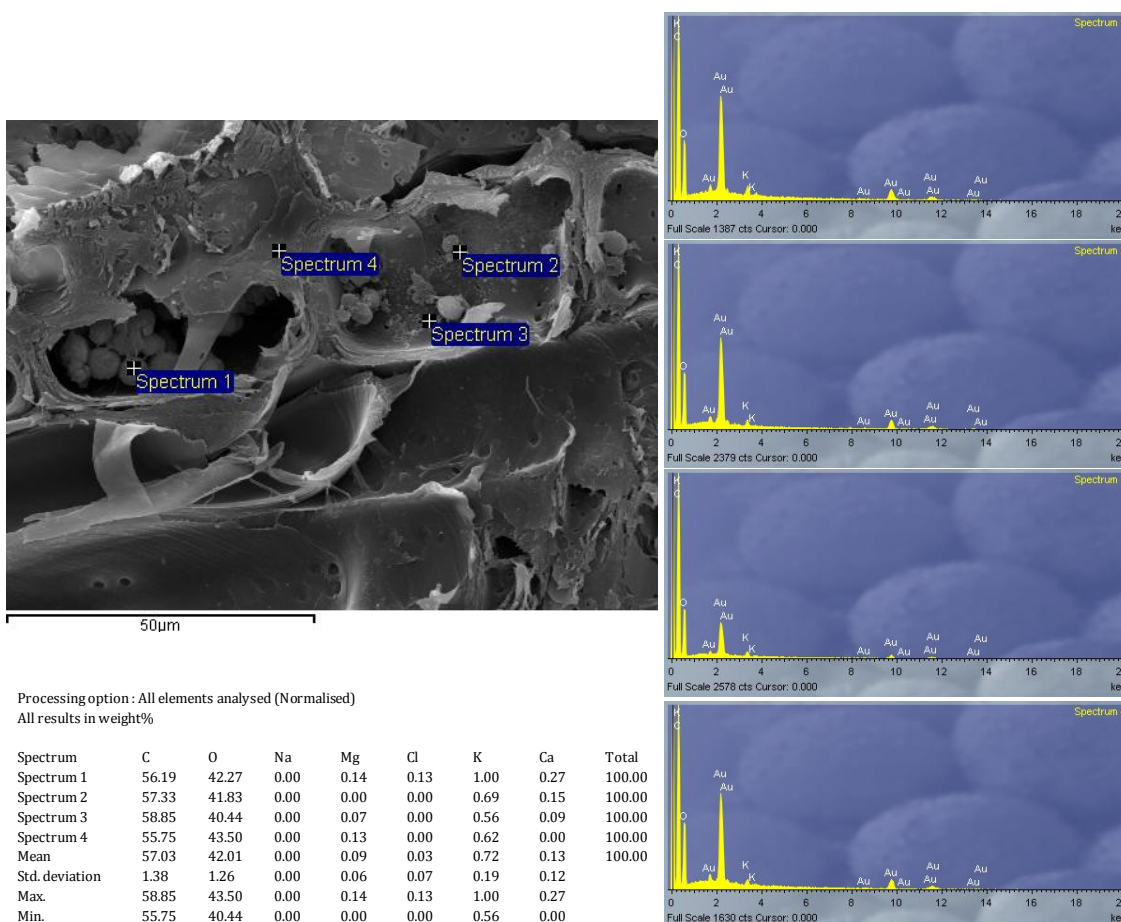 Spectrum 4
Spectrum 2
Spectrum 3
Spectrum 1
50µm
Processing option : All elements analysed (Normalised)
All results in weight%
Spectrum C O Na Mg Cl K Ca Total
Spectrum 1 56.19 42.27 0.00 0.14 0.13 1.00 0.27 100.00
Spectrum 2 57.33 41.83 0.00 0.00 0.00 0.69 0.15 100.00
Spectrum 3 58.85 40.44 0.00 0.07 0.00 0.56 0.09 100.00
Spectrum 4 55.75 43.50 0.00 0.13 0.00 0.62 0.00 100.00
Mean 57.03 42.01 0.00 0.09 0.03 0.72 0.13 100.00
Std. deviation 1.38 1.26 0.00 0.06 0.07 0.19 0.12
Max. 58.85 43.50 0.00 0.14 0.13 1.00 0.27
Min. 55.75 40.44 0.00 0.00 0.00 0.56 0.00
K Spectrum
C
Au
Au
O
Au K K Au Au Au Au Au Au Au
0 2 4 6 8 10 12 14 16 18
Full Scale 1387 cts Cursor: 0.000
K Spectrum
C
Au
Au
O
Au K K Au Au Au Au Au Au Au
0 2 4 6 8 10 12 14 16 18
Full Scale 2379 cts Cursor: 0.000
K Spectrum
C
Au
Au
O
Au K K Au Au Au Au Au Au Au
0 2 4 6 8 10 12 14 16 18
Full Scale 2578 cts Cursor: 0.000
K Spectrum
C
Au
Au
O
Au K K Au Au Au Au Au Au Au
0 2 4 6 8 10 12 14 16 18
Full Scale 1630 cts Cursor: 0.000